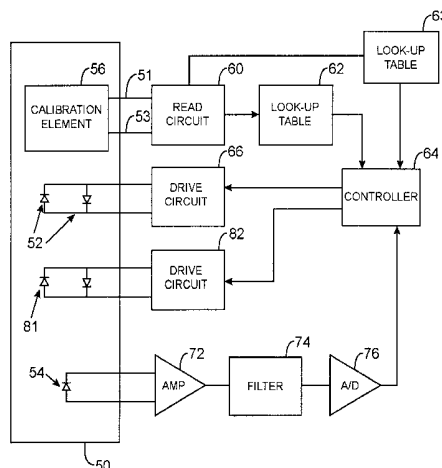 63
56
51
60
62
LOOK-UP
TABLE
CALIBRATION
ELEMENT
53
READ
CIRCUIT
LOOK-UP
TABLE
66
64
DRIVE
CIRCUIT
CONTROLLER
52
82
DRIVE
CIRCUIT
81
72
74
76
54
AMP
FILTER
A/D
50